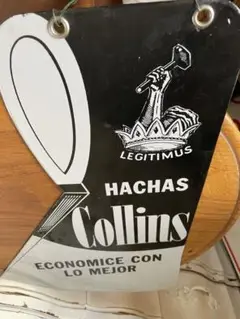 LEGITIMUS
HACHAS
Collins
ECONOMICE CON
LO MEJOR